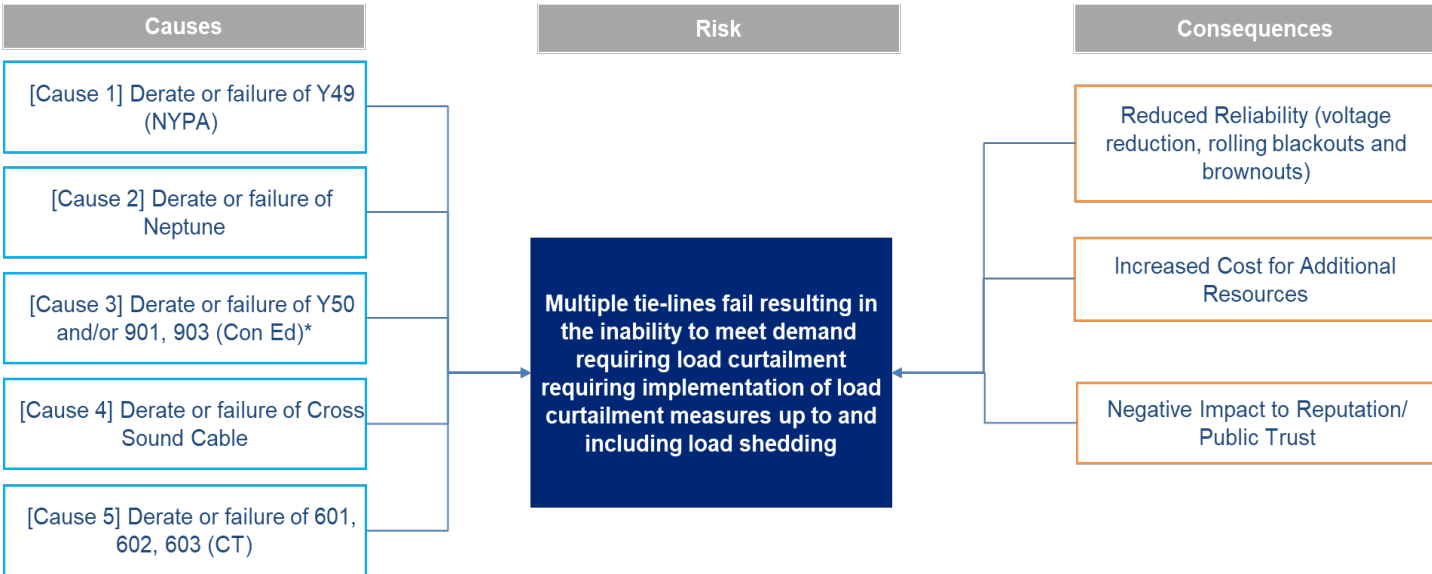 Causes
Risk
Consequences
[Cause 1] Derate or failure of Y49
(NYPA)
[Cause 2] Derate or failure of
Neptune
[Cause 3] Derate or failure of Y50
and/or 901, 903 (Con Ed)*
[Cause 4] Derate or failure of Cross
Sound Cable
[Cause 5] Derate or failure of 601,
602, 603 (CT)
Multiple tie-lines fail resulting in
the inability to meet demand
requiring load curtailment
requiring implementation of load
curtailment measures up to and
including load shedding
Reduced Reliability (voltage
reduction, rolling blackouts and
brownouts)
Increased Cost for Additional
Resources
Negative Impact to Reputation/
Public Trust